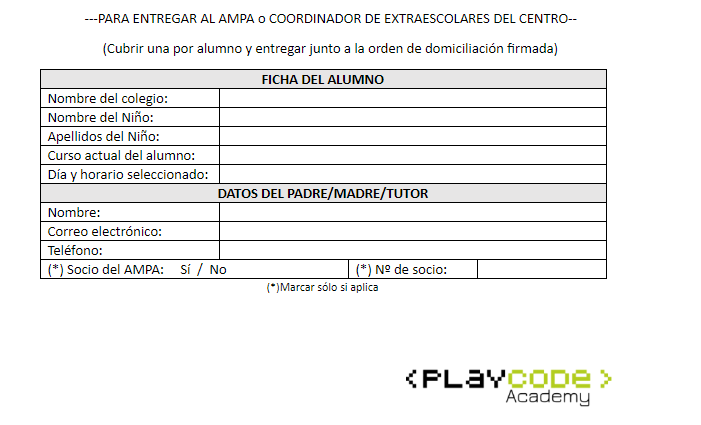 ---PARA ENTREGAR AL AMPA o COORDINADOR DE EXTRAESCOLARES DEL CENTRO--
(Cubrir una por alumno y entregar junto a la orden de domiciliación firmada)
FICHA DEL ALUMNO
Nombre del colegio:
Nombre del Niño:
Apellidos del Niño:
Curso actual del alumno:
Día y horario seleccionado:
DATOS DEL PADRE/MADRE/TUTOR
Nombre:
Correo electrónico:
Teléfono:
(*) Socio del AMPA: Sí / No (*) Nº de socio:
(*)Marcar sólo si aplica
<PLAYCODE>
Academy